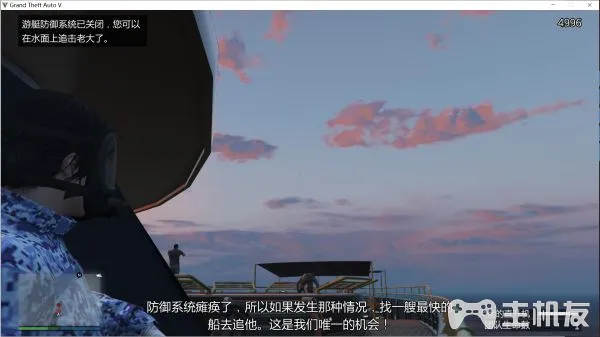 Grand Theft Auto V
游艇防御系统已关闭，您可以
在水面上追击老大了。
4996
防御系统瘫痪了，所以如果发生那种情况，找一艘最快的
船去追他。这是我们唯一的机会！
主机友